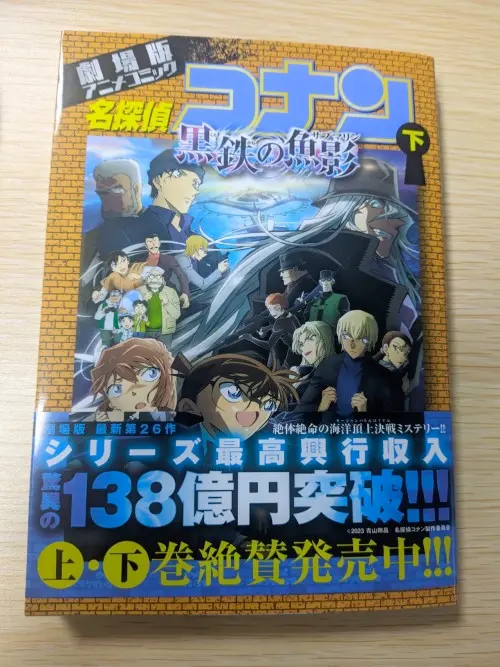 劇場版
アニメコミック
名探偵
コナン
サブマリン
黒鉄の魚影
下
劇場版 最新第26作
絶体絶命の海洋頂上決戦ミステリー!!
シリーズ最高興行収入
驚異の
138億円突破!!!
©2023 青山剛昌／名探偵コナン製作委員会
上・下巻絶賛発売中!!!